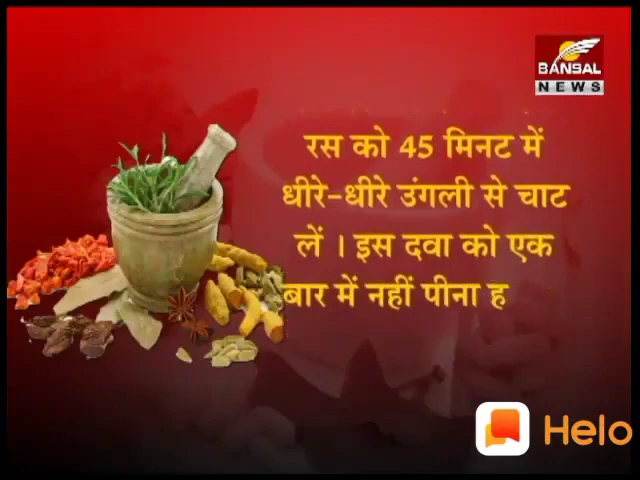 BANSAL
NEWS
रस को 45 मिनट में
धीरे-धीरे उंगली से चाट
लें । इस दवा को एक
बार में नहीं पीना ह
Helo